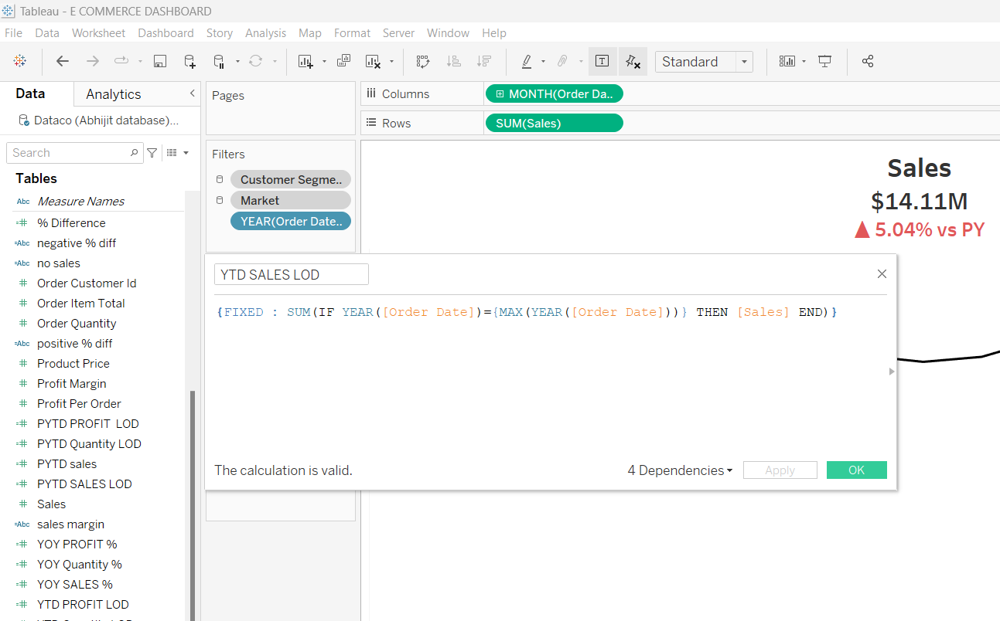 Tableau - E COMMERCE DASHBOARD
File Data Worksheet Dashboard Story Analysis Map Format Server Window Help
Standard
Data Analytics
Pages
Columns MONTH(Order Da..
Dataco (Abhijit database)...
Rows SUM(Sales)
Search
Filters
Tables
Customer Segme..
Sales
Abc Measure Names
Market
$14.11M
% Difference
YEAR(Order Date..
▲ 5.04% vs PY
=Abc negative % diff
=Abc no sales
YTD SALES LOD
Order Customer Id
Order Item Total
{FIXED : SUM(IF YEAR([Order Date])={MAX(YEAR([Order Date]))} THEN [Sales] END)}
Order Quantity
=Abc positive % diff
Product Price
Profit Margin
Profit Per Order
PYTD PROFIT LOD
PYTD Quantity LOD
PYTD sales
The calculation is valid. 4 Dependencies Apply OK
PYTD SALES LOD
Sales
=Abc sales margin
YOY PROFIT %
YOY Quantity %
YOY SALES %
YTD PROFIT LOD